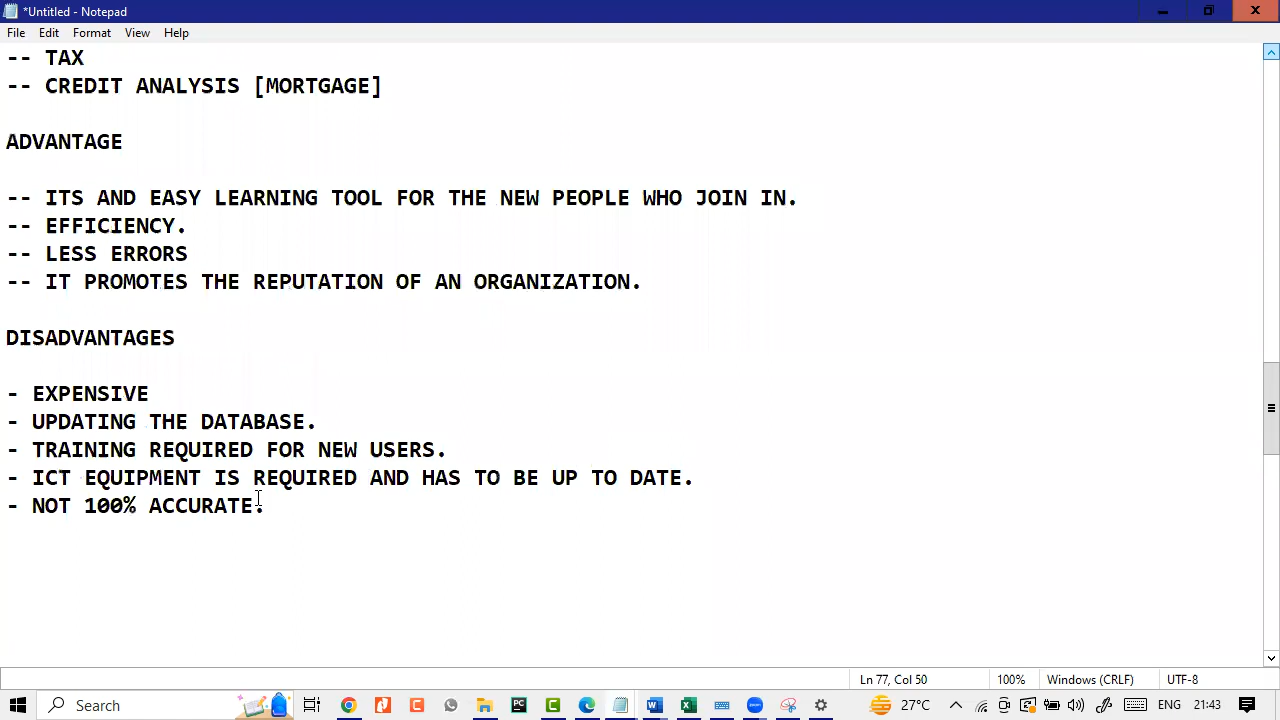 *Untitled - Notepad
File Edit Format View Help
-- TAX
-- CREDIT ANALYSIS [MORTGAGE]
ADVANTAGE
-- ITS AND EASY LEARNING TOOL FOR THE NEW PEOPLE WHO JOIN IN.
-- EFFICIENCY.
-- LESS ERRORS
-- IT PROMOTES THE REPUTATION OF AN ORGANIZATION.
DISADVANTAGES
- EXPENSIVE
- UPDATING THE DATABASE.
- TRAINING REQUIRED FOR NEW USERS.
- ICT EQUIPMENT IS REQUIRED AND HAS TO BE UP TO DATE.
- NOT 100% ACCURATE.
Ln 77, Col 50 100% Windows (CRLF) UTF-8
Search 27°C ENG 21:43